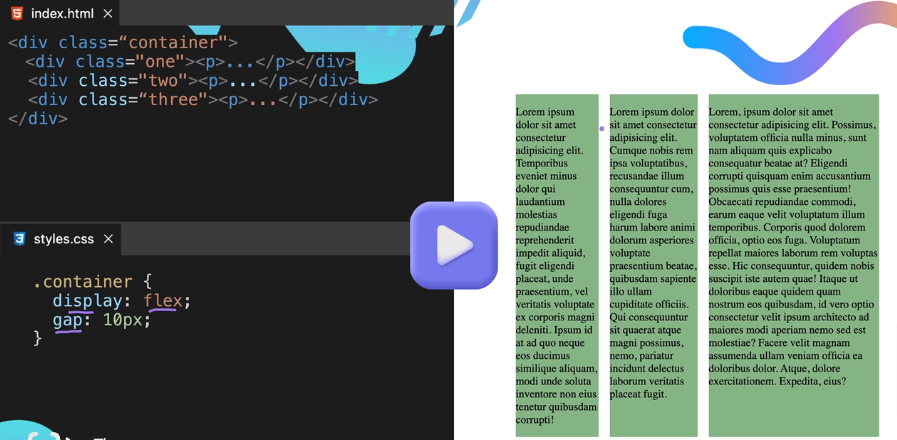 index.html
<div class=“container">
<div class="one"><p>...</p></div>
<div class="two"><p>...</p></div>
<div class=“three"><p>...</p></div>
</div>
styles.css
.container {
display: flex;
gap: 10px;
}
Lorem ipsum
dolor sit amet
consectetur
adipisicing elit.
Temporibus
eveniet minus
dolor qui
laudantium
molestias
repudiandae
reprehenderit
impedit aliquid,
fugit eligendi
placeat, unde
praesentium, vel
veritatis voluptate
ex corporis magni
deleniti. Ipsum id
at ad quo neque
eos ducimus
similique aliquam,
modi unde soluta
inventore non eius
tenetur quibusdam
corrupti!
Lorem ipsum dolor
sit amet consectetur
adipisicing elit.
Cumque nobis rem
ipsa voluptatibus,
recusandae illum
consequuntur cum,
nulla dolores
eligendi fuga
harum labore animi
dolorum asperiores
voluptate
praesentium beatae,
quibusdam sapiente
illo ullam
cupiditate officiis.
Qui consequuntur
sit quaerat atque
magni possimus,
nemo, pariatur
incidunt delectus
laborum veritatis
placeat fugit.
Lorem, ipsum dolor sit amet
consectetur adipisicing elit. Possimus,
voluptatem officia nulla minus, sunt
nam aliquam quis explicabo
consequatur beatae at? Eligendi
corrupti quisquam enim accusantium
possimus quis esse praesentium!
Obcaecati repudiandae commodi,
earum eaque velit voluptatum illum
temporibus. Corporis quod dolorem
officia, optio eos fuga. Voluptatum
repellat maiores laborum rem voluptas
esse. Hic consequuntur, quidem nobis
suscipit iste autem quae! Itaque ut
doloribus eaque quidem quam
nostrum eos quibusdam, id vero optio
consectetur velit ipsum architecto ad
maiores modi aperiam nemo sed est
molestiae? Facere velit magnam
assumenda ullam veniam officia ea
doloribus dolor. Atque, dolore
exercitationem. Expedita, eius?